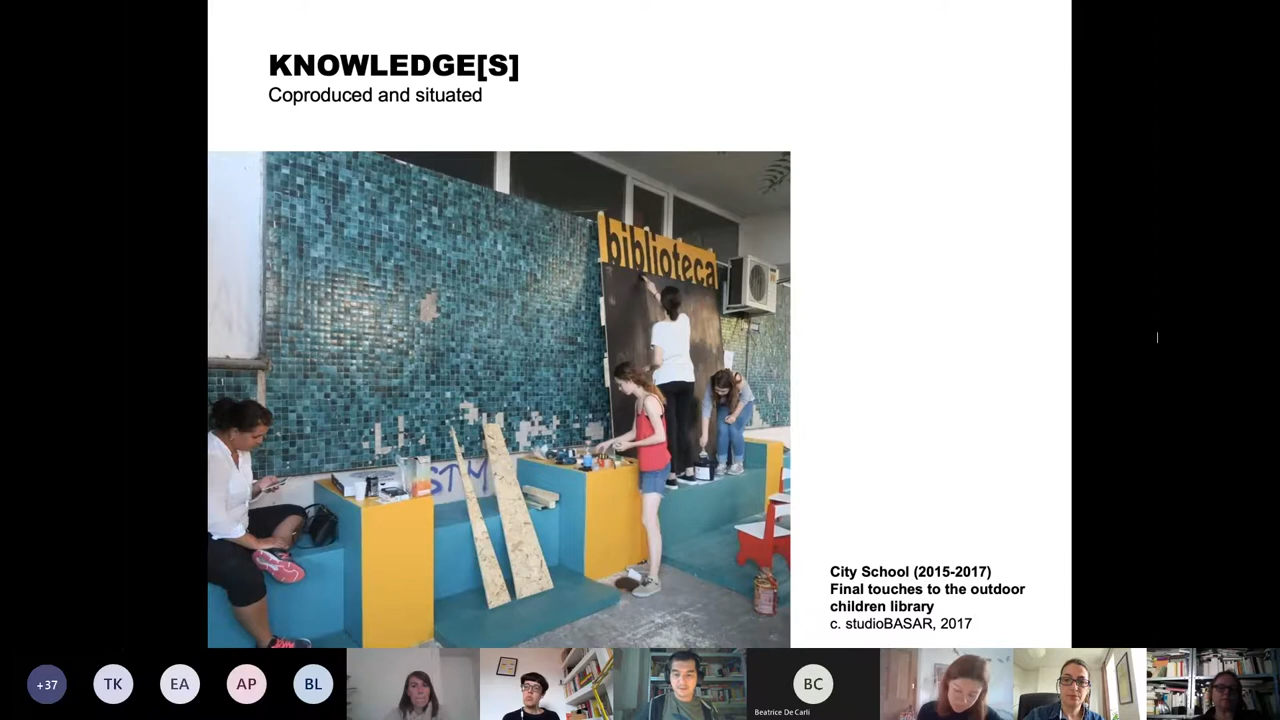 KNOWLEDGE[S]
Coproduced and situated
biblioteca
STM
City School (2015-2017)
Final touches to the outdoor
children library
c. studioBASAR, 2017
+37
TK
EA
AP
BL
BC
Beatrice De Carli